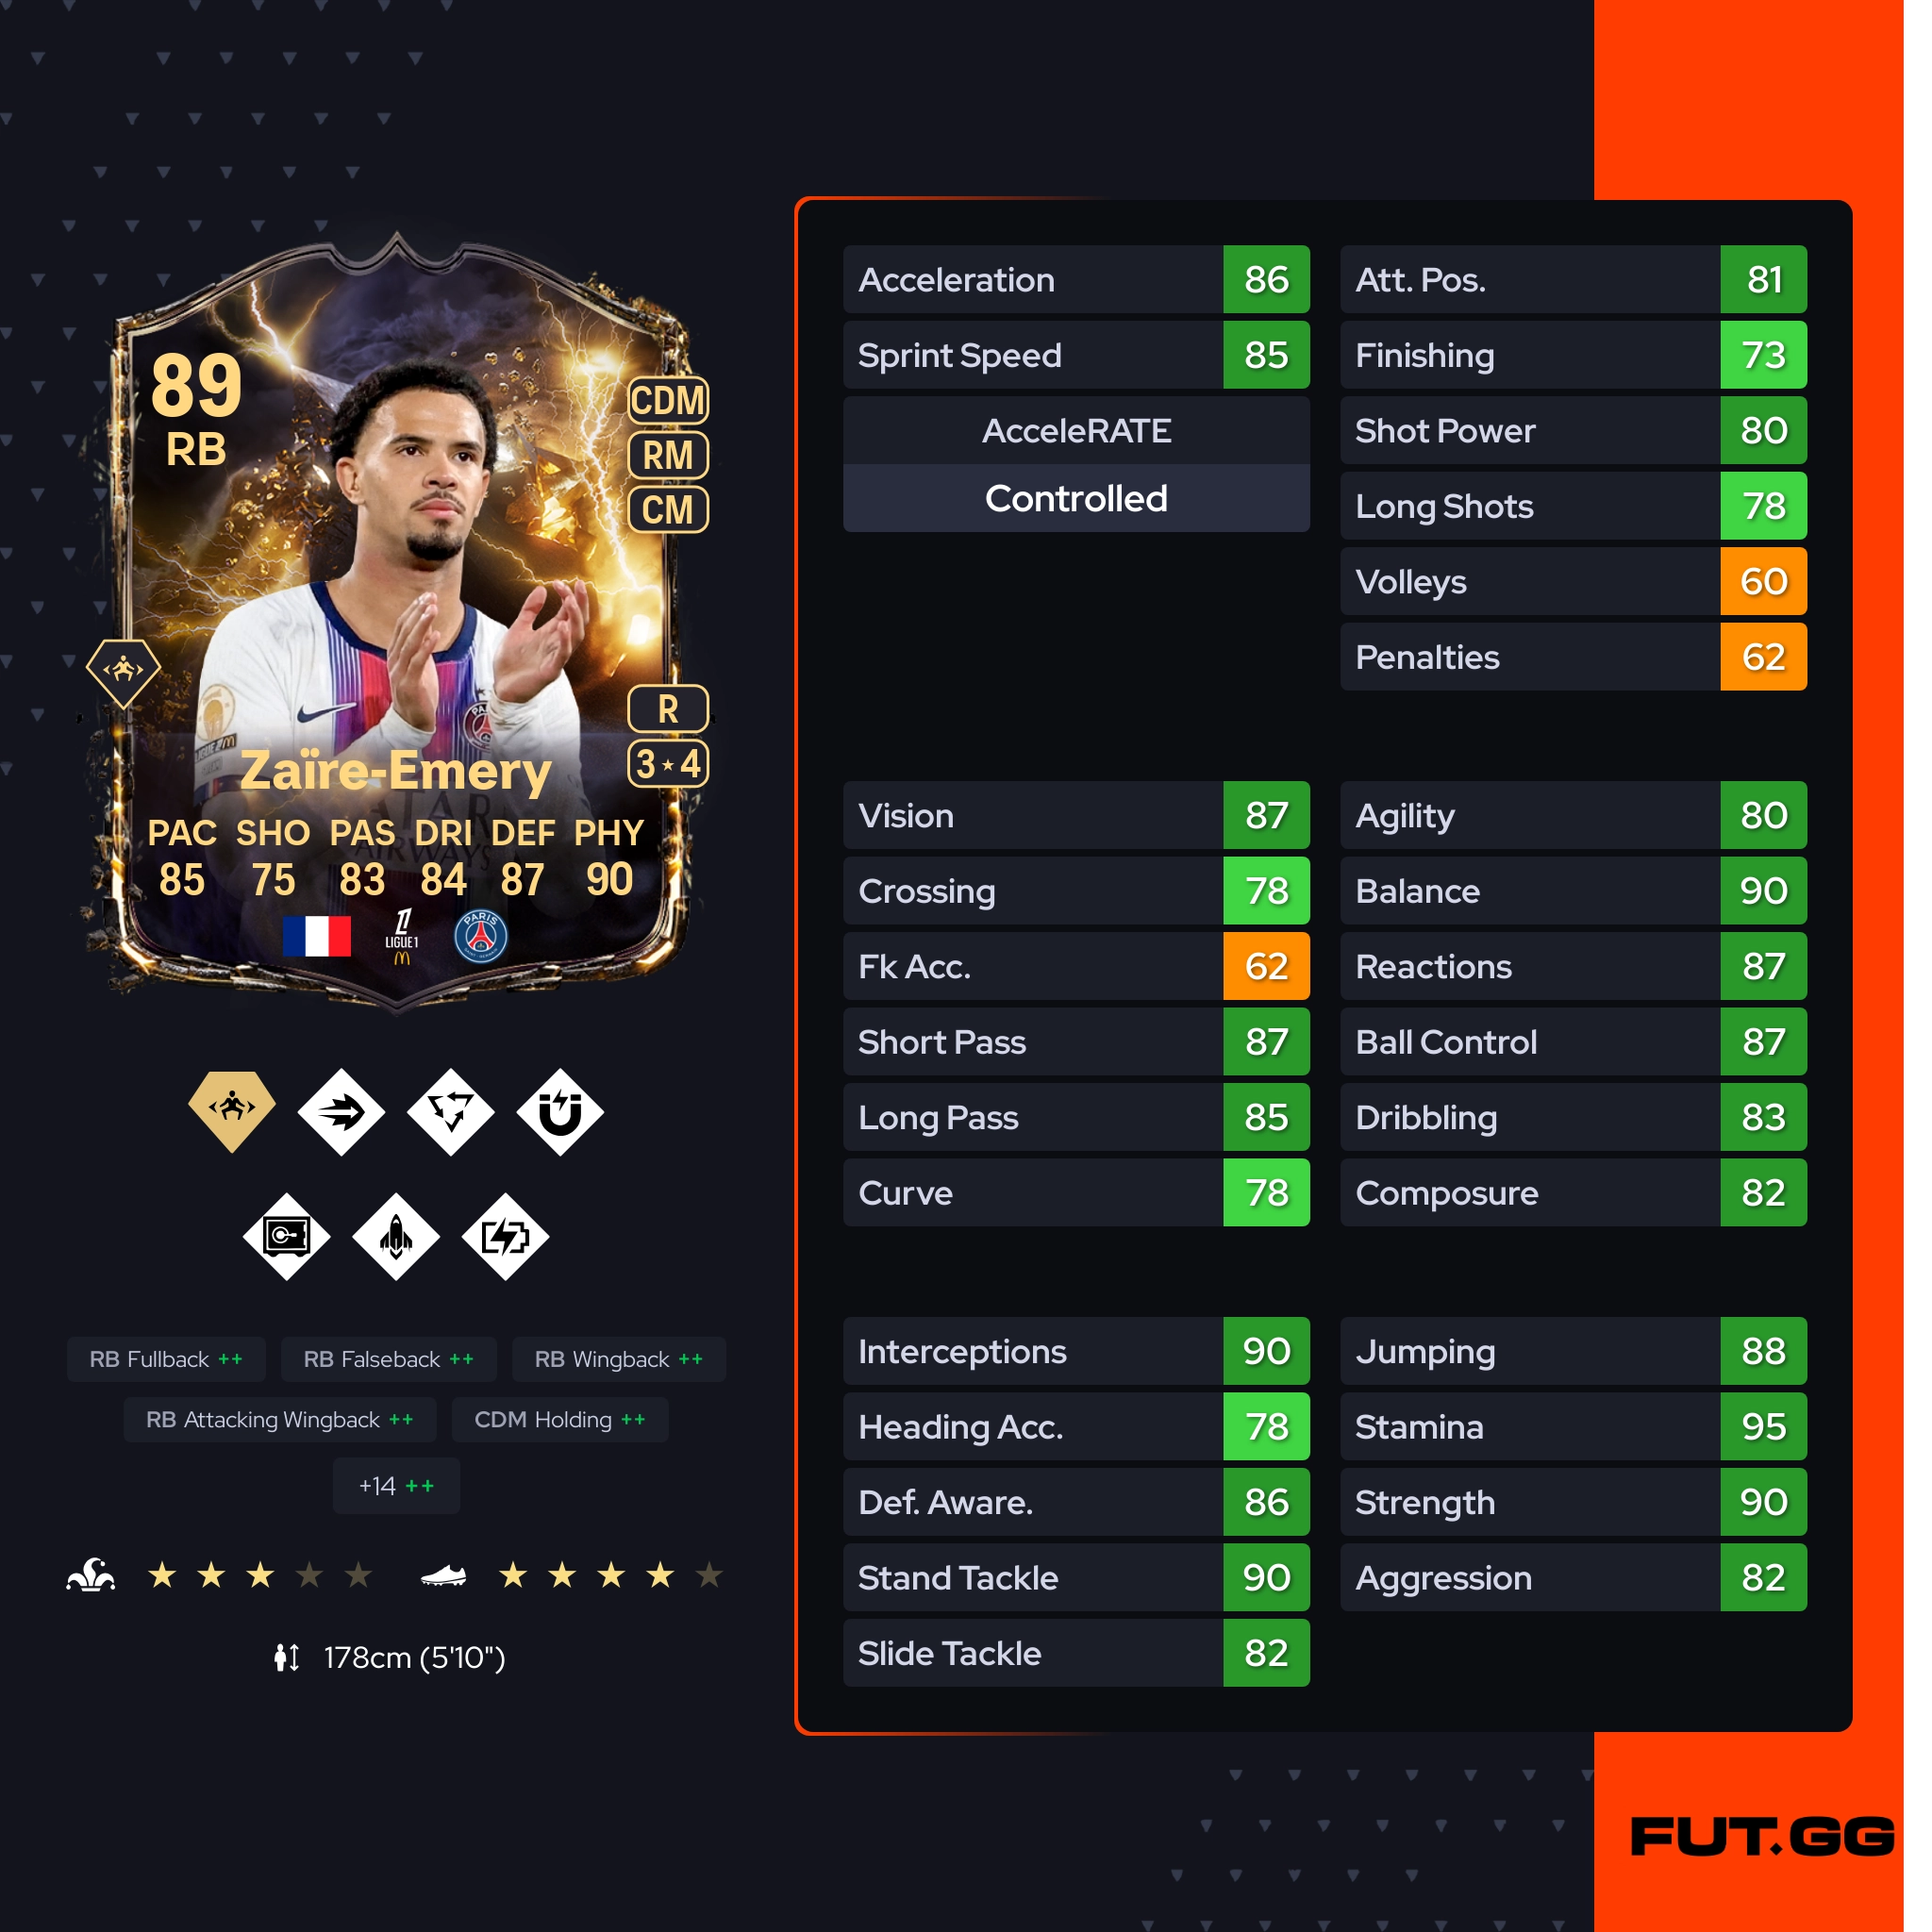 89
RB
CDM
RM
CM
R
3★4
Zaïre-Emery
PAC SHO PAS DRI DEF PHY
85 75 83 84 87 90
LIGUE 1
PARIS
RB Fullback ++
RB Falseback ++
RB Wingback ++
RB Attacking Wingback ++
CDM Holding ++
+14 ++
178cm (5'10")
Acceleration 86
Sprint Speed 85
AcceleRATE
Controlled
Att. Pos. 81
Finishing 73
Shot Power 80
Long Shots 78
Volleys 60
Penalties 62
Vision 87
Crossing 78
Fk Acc. 62
Short Pass 87
Long Pass 85
Curve 78
Agility 80
Balance 90
Reactions 87
Ball Control 87
Dribbling 83
Composure 82
Interceptions 90
Heading Acc. 78
Def. Aware. 86
Stand Tackle 90
Slide Tackle 82
Jumping 88
Stamina 95
Strength 90
Aggression 82
FUT.GG